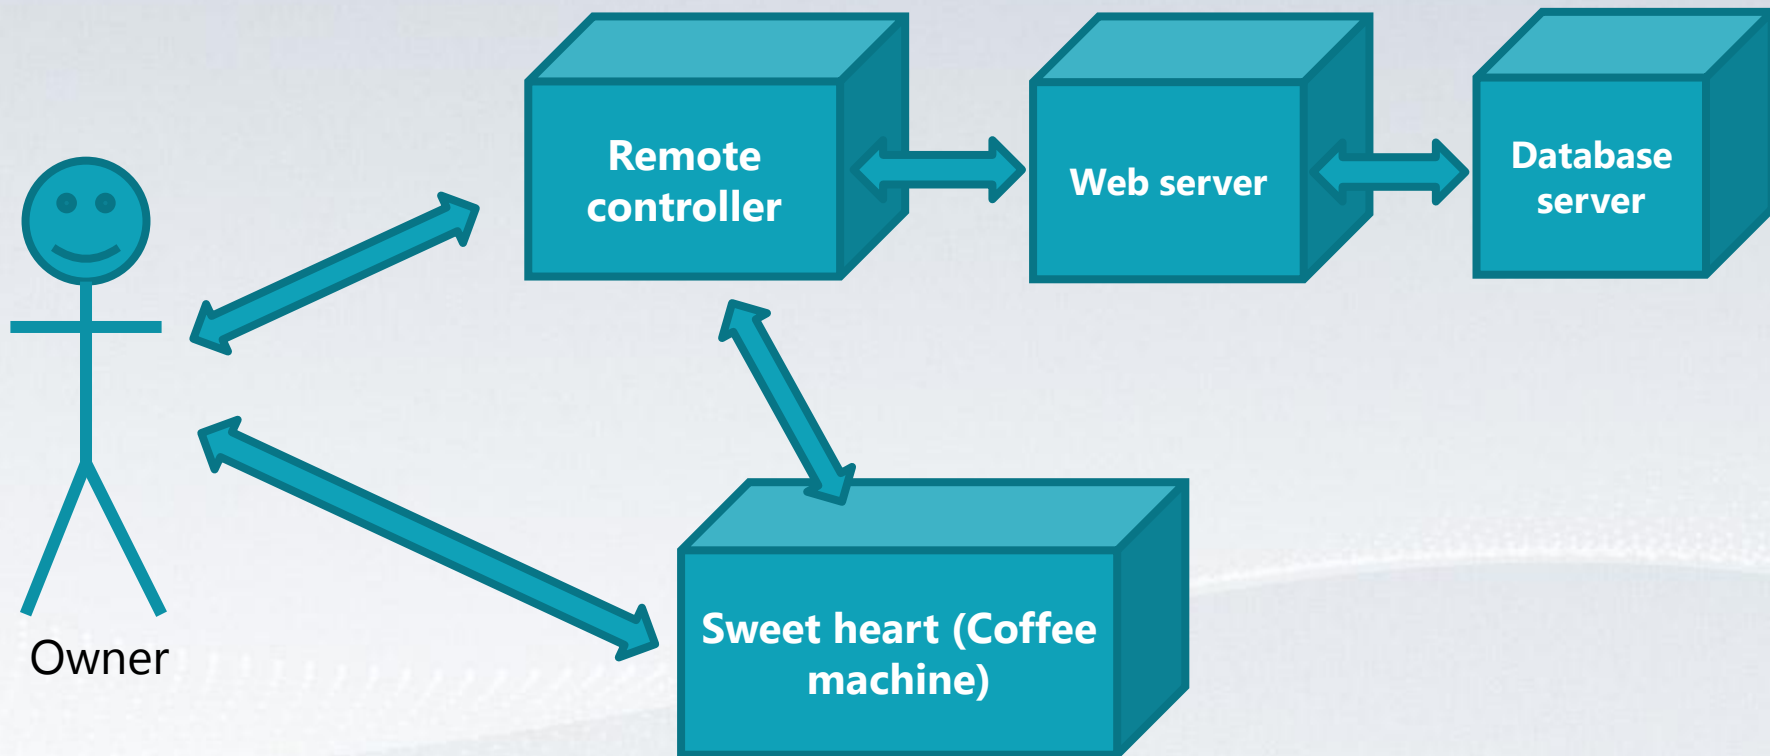 Remote
controller
Web server
Database
server
Owner
Sweet heart (Coffee
machine)